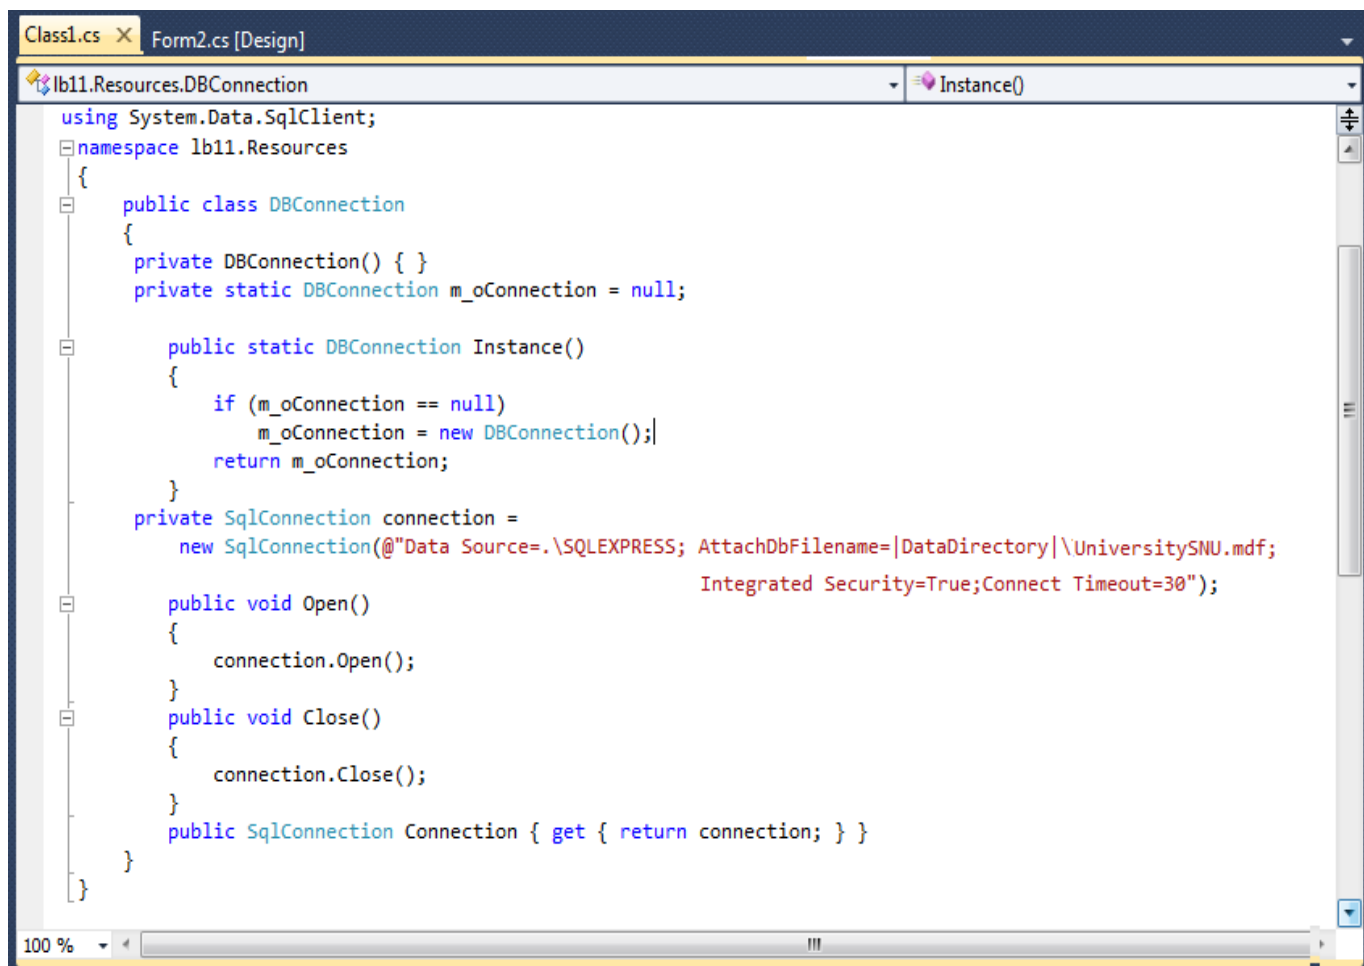 Class1.cs X Form2.cs [Design]
lb11.Resources.DBConnection Instance()
using System.Data.SqlClient;
namespace lb11.Resources
{
public class DBConnection
{
private DBConnection() { }
private static DBConnection m_oConnection = null;
public static DBConnection Instance()
{
if (m_oConnection == null)
m_oConnection = new DBConnection();
return m_oConnection;
}
private SqlConnection connection =
new SqlConnection(@"Data Source=.\SQLEXPRESS; AttachDbFilename=|DataDirectory|\UniversitySNU.mdf;
Integrated Security=True;Connect Timeout=30");
public void Open()
{
connection.Open();
}
public void Close()
{
connection.Close();
}
public SqlConnection Connection { get { return connection; } }
}
}
100 %